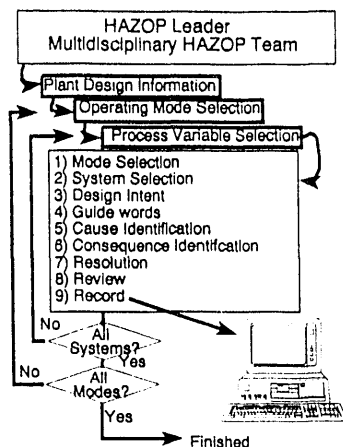 HAZOP Leader
Multidisciplinary HAZOP Team
Plant Design Information
Operating Mode Selection
Process Variable Selection
1) Mode Selection
2) System Selection
3) Design Intent
4) Guide words
5) Cause Identification
6) Consequence Identifcation
7) Resolution
8) Review
9) Record
No
All
Systems?
Yes
No
All
Modes?
Yes
Finished